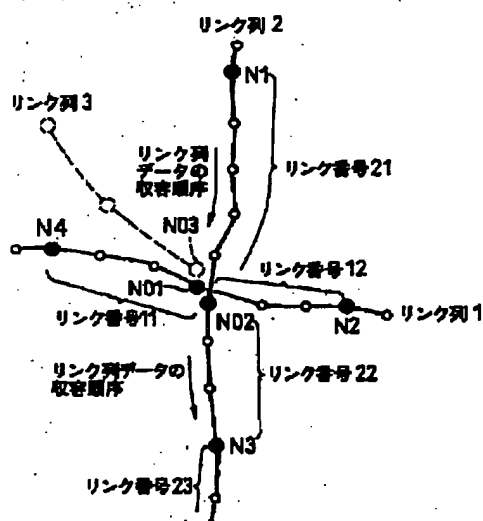 リンク列2
N1
リンク列3
リンク列
データの
収容順序
リンク番号21
N03
N4
リンク番号12
N01
リンク番号11
N02
N2
リンク列1
リンク列データの
収容順序
リンク番号22
N3
リンク番号23